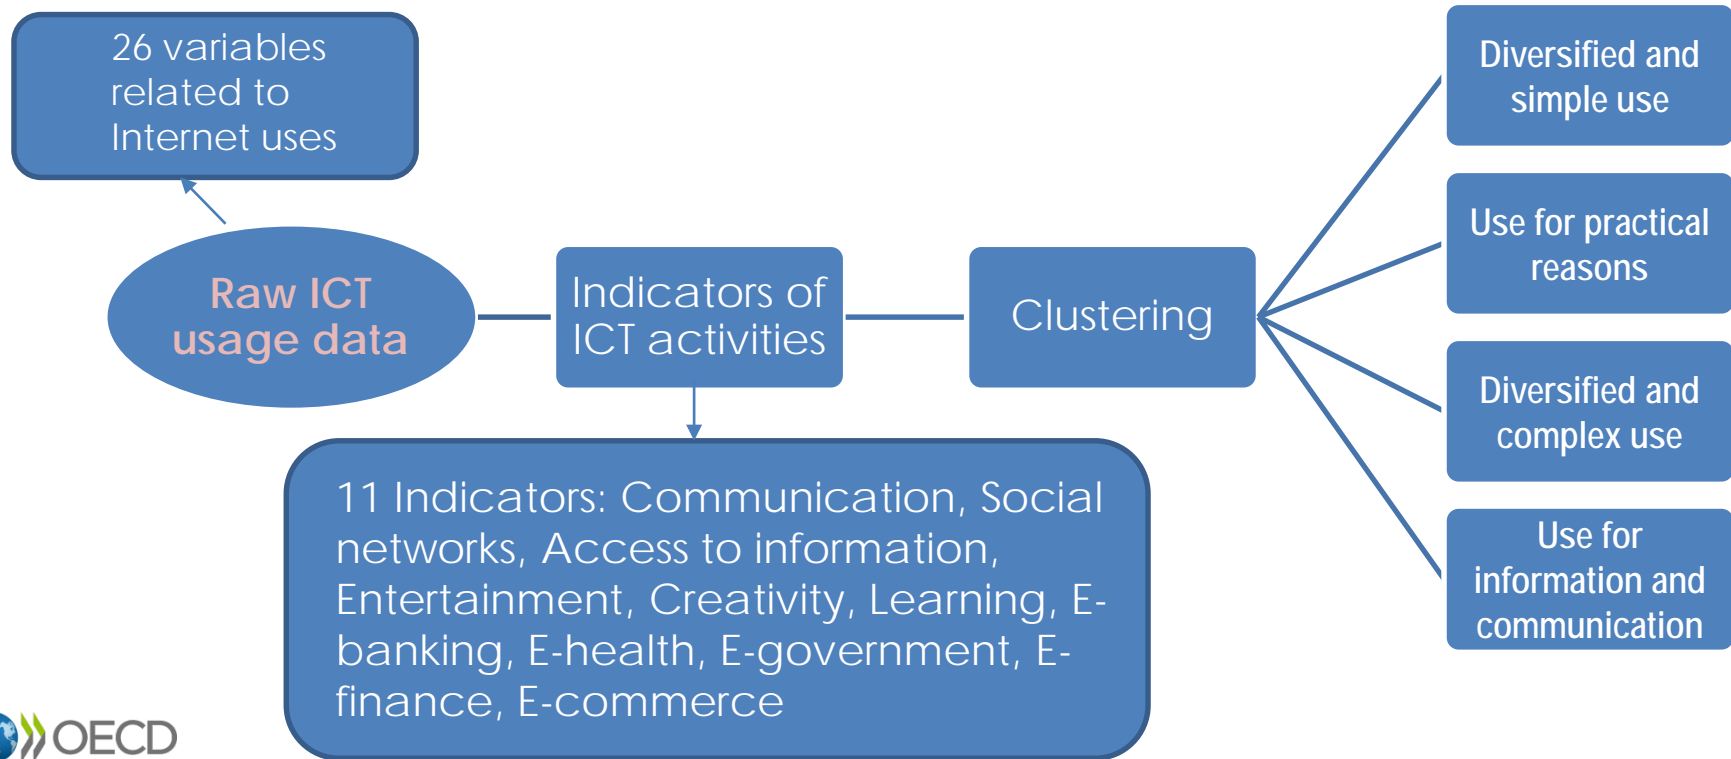 26 variables
related to
Internet uses
Raw ICT
usage data
Indicators of
ICT activities
Clustering
11 Indicators: Communication, Social
networks, Access to information,
Entertainment, Creativity, Learning, E-
banking, E-health, E-government, E-
finance, E-commerce
Diversified and
simple use
Use for practical
reasons
Diversified and
complex use
Use for
information and
communication
OECD